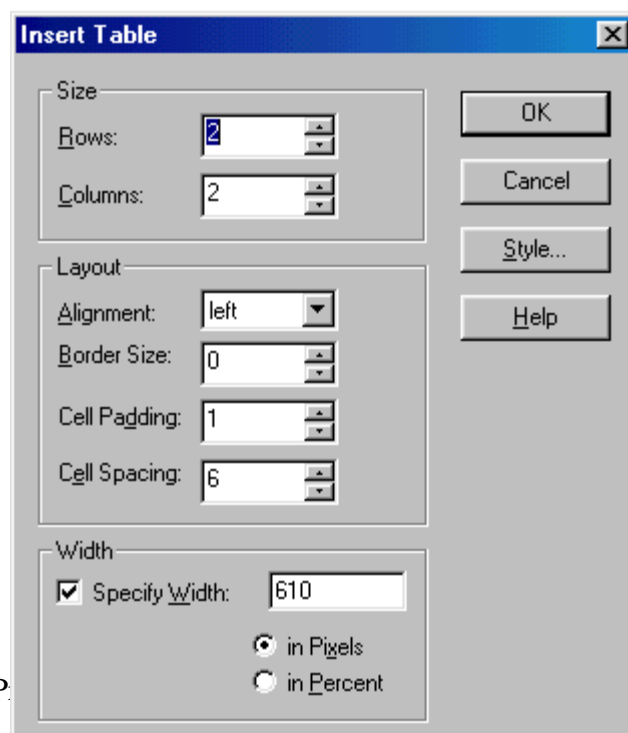 Insert Table
Size
Rows: 2
Columns: 2
Layout
Alignment: left
Border Size: 0
Cell Padding: 1
Cell Spacing: 6
Width
Specify Width: 610
in Pixels
in Percent
OK
Cancel
Style...
Help